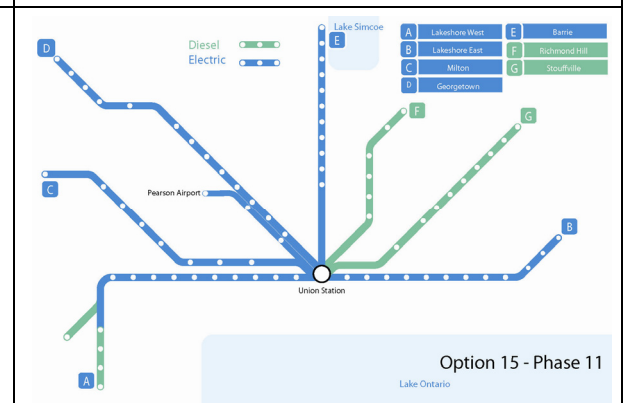 Lake Simcoe
E
A Lakeshore West
E Barrie
B Lakeshore East
F Richmond Hill
C Milton
G Stouffville
D Georgetown
D
Diesel
Electric
F
G
C
Pearson Airport
B
Union Station
A
Option 15 - Phase 11
Lake Ontario